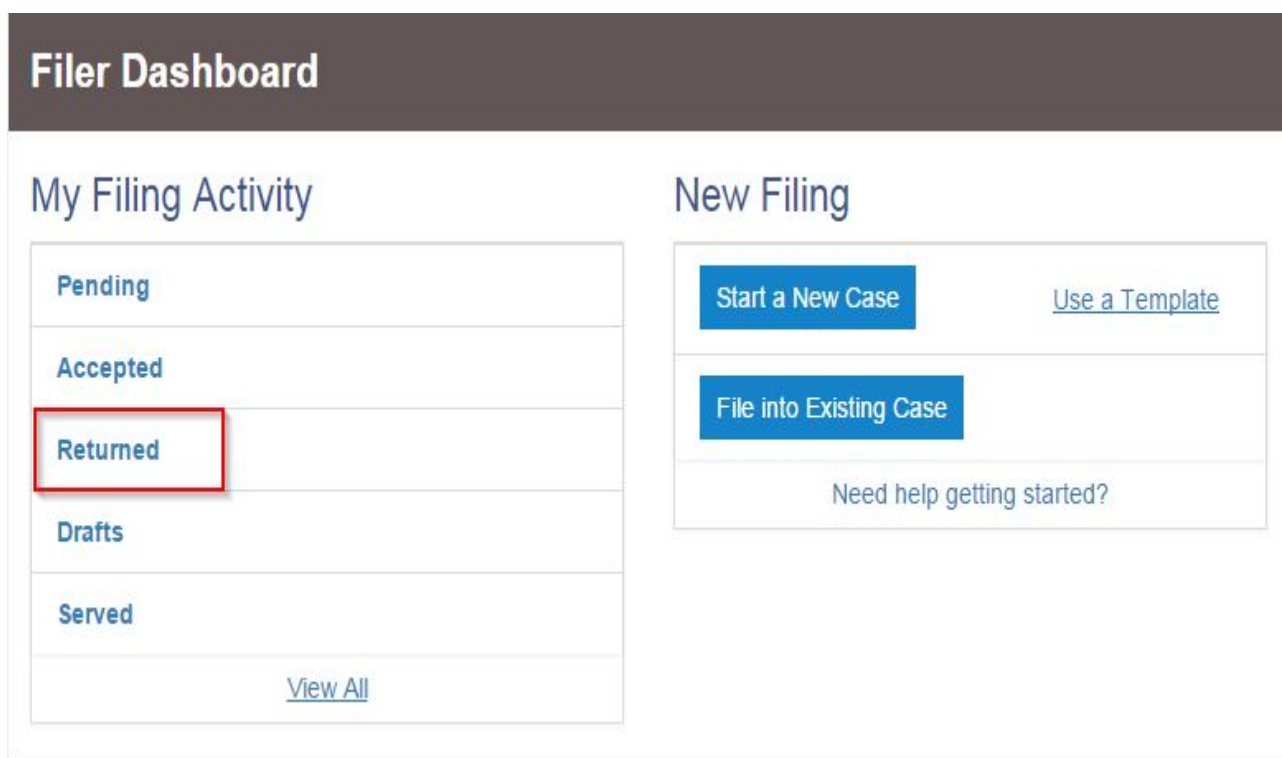 Filer Dashboard
My Filing Activity
Pending
Accepted
Returned
Drafts
Served
View All
New Filing
Start a New Case
Use a Template
File into Existing Case
Need help getting started?